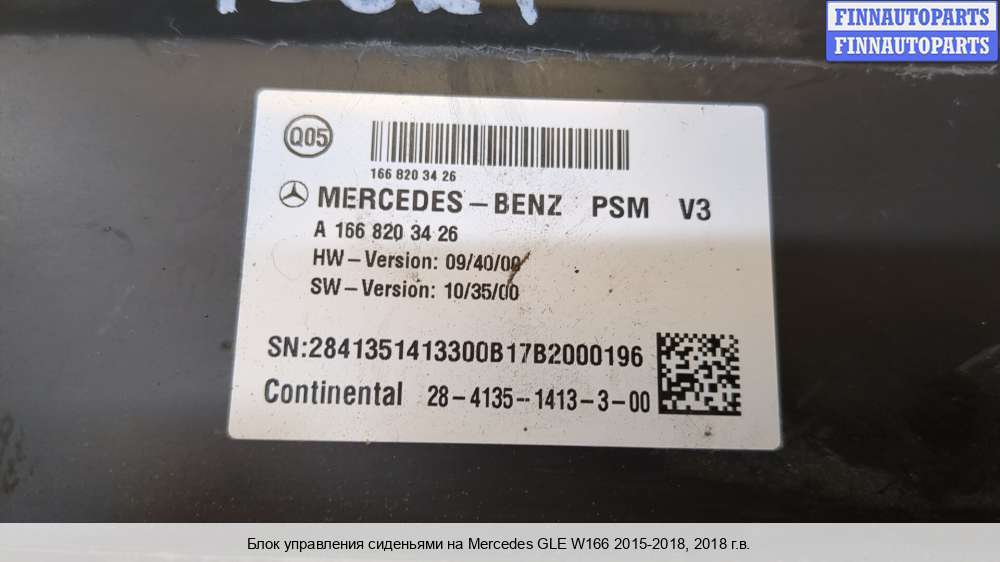 FINNAUTOPARTS
FINNAUTOPARTS
Q05
166 820 34 26
MERCEDES-BENZ PSM V3
A 166 820 34 26
HW-Version: 09/40/00
SW-Version: 10/35/00
SN:2841351413300B17B2000196
Continental 28-4135-1413-3-00
Блок управления сиденьями на Mercedes GLE W166 2015-2018, 2018 г.в.